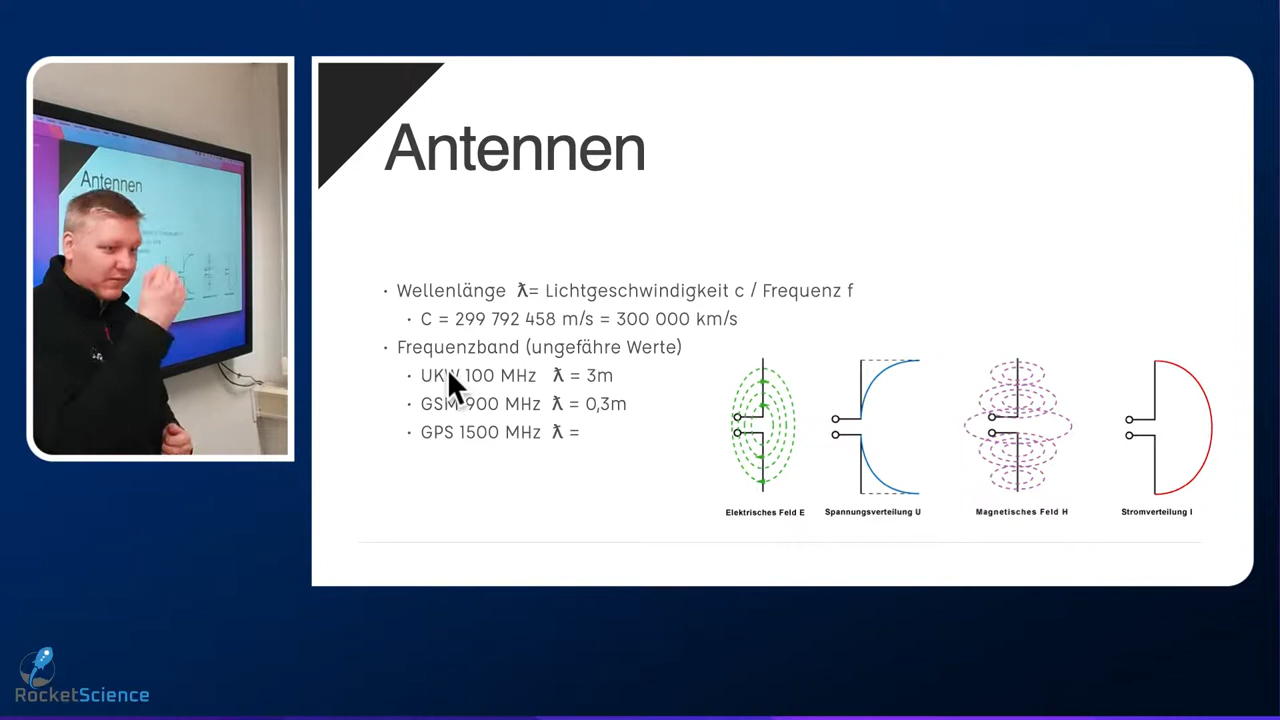 Antennen
Antennen
• Wellenlänge ƛ= Lichtgeschwindigkeit c / Frequenz f
• C = 299 792 458 m/s = 300 000 km/s
• Frequenzband (ungefähre Werte)
• UKW 100 MHz ƛ = 3m
• GSM 900 MHz ƛ = 0,3m
• GPS 1500 MHz ƛ =
Elektrisches Feld E
Spannungsverteilung U
Magnetisches Feld H
Stromverteilung I
RocketScience